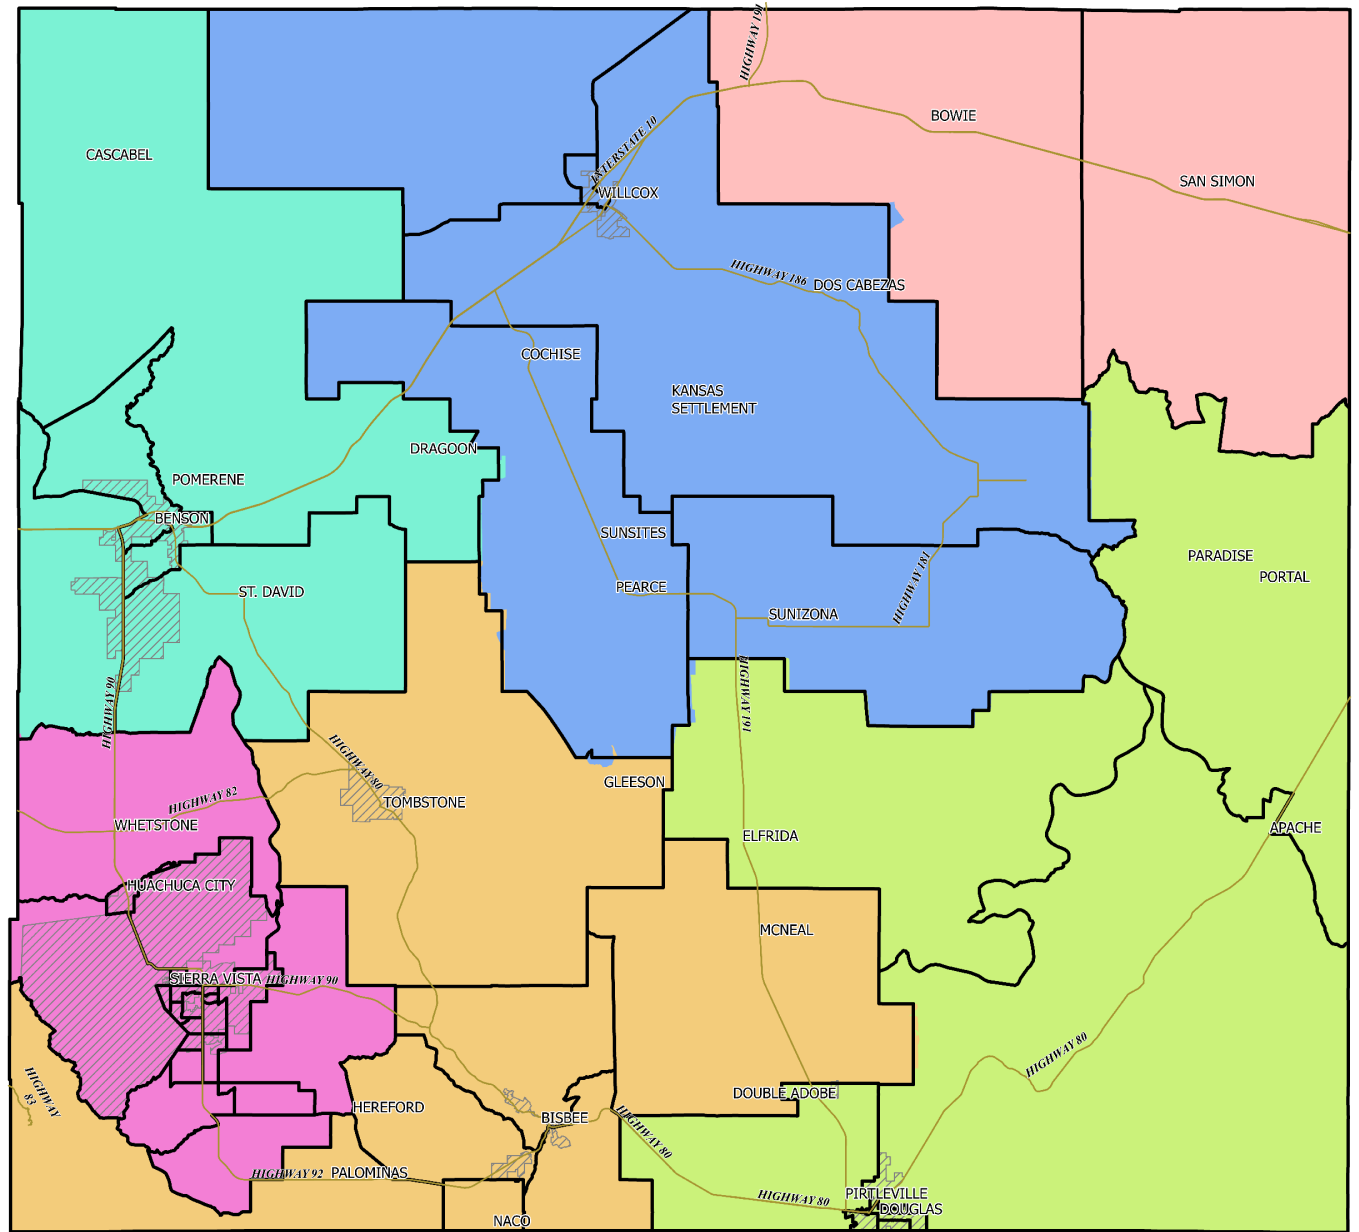 HIGHWAY 191
BOWIE
INTERSTATE 10
CASCABEL
SAN SIMON
WILLCOX
HIGHWAY 186
DOS CABEZAS
COCHISE
KANSAS
SETTLEMENT
DRAGOON
POMERENE
BENSON
SUNSITES
PARADISE
PORTAL
HIGHWAY 181
PEARCE
ST. DAVID
SUNIZONA
HIGHWAY 90
HIGHWAY 191
HIGHWAY 80
GLEESON
HIGHWAY 82
TOMBSTONE
WHETSTONE
ELFRIDA
APACHE
HUACHUCA CITY
MCNEAL
SIERRA VISTA
HIGHWAY 90
HIGHWAY 80
HIGHWAY
83
DOUBLE ADOBE
HEREFORD
BISBEE
HIGHWAY 80
HIGHWAY 92
PALOMINAS
HIGHWAY 80
PIRTLEVILLE
DOUGLAS
NACO